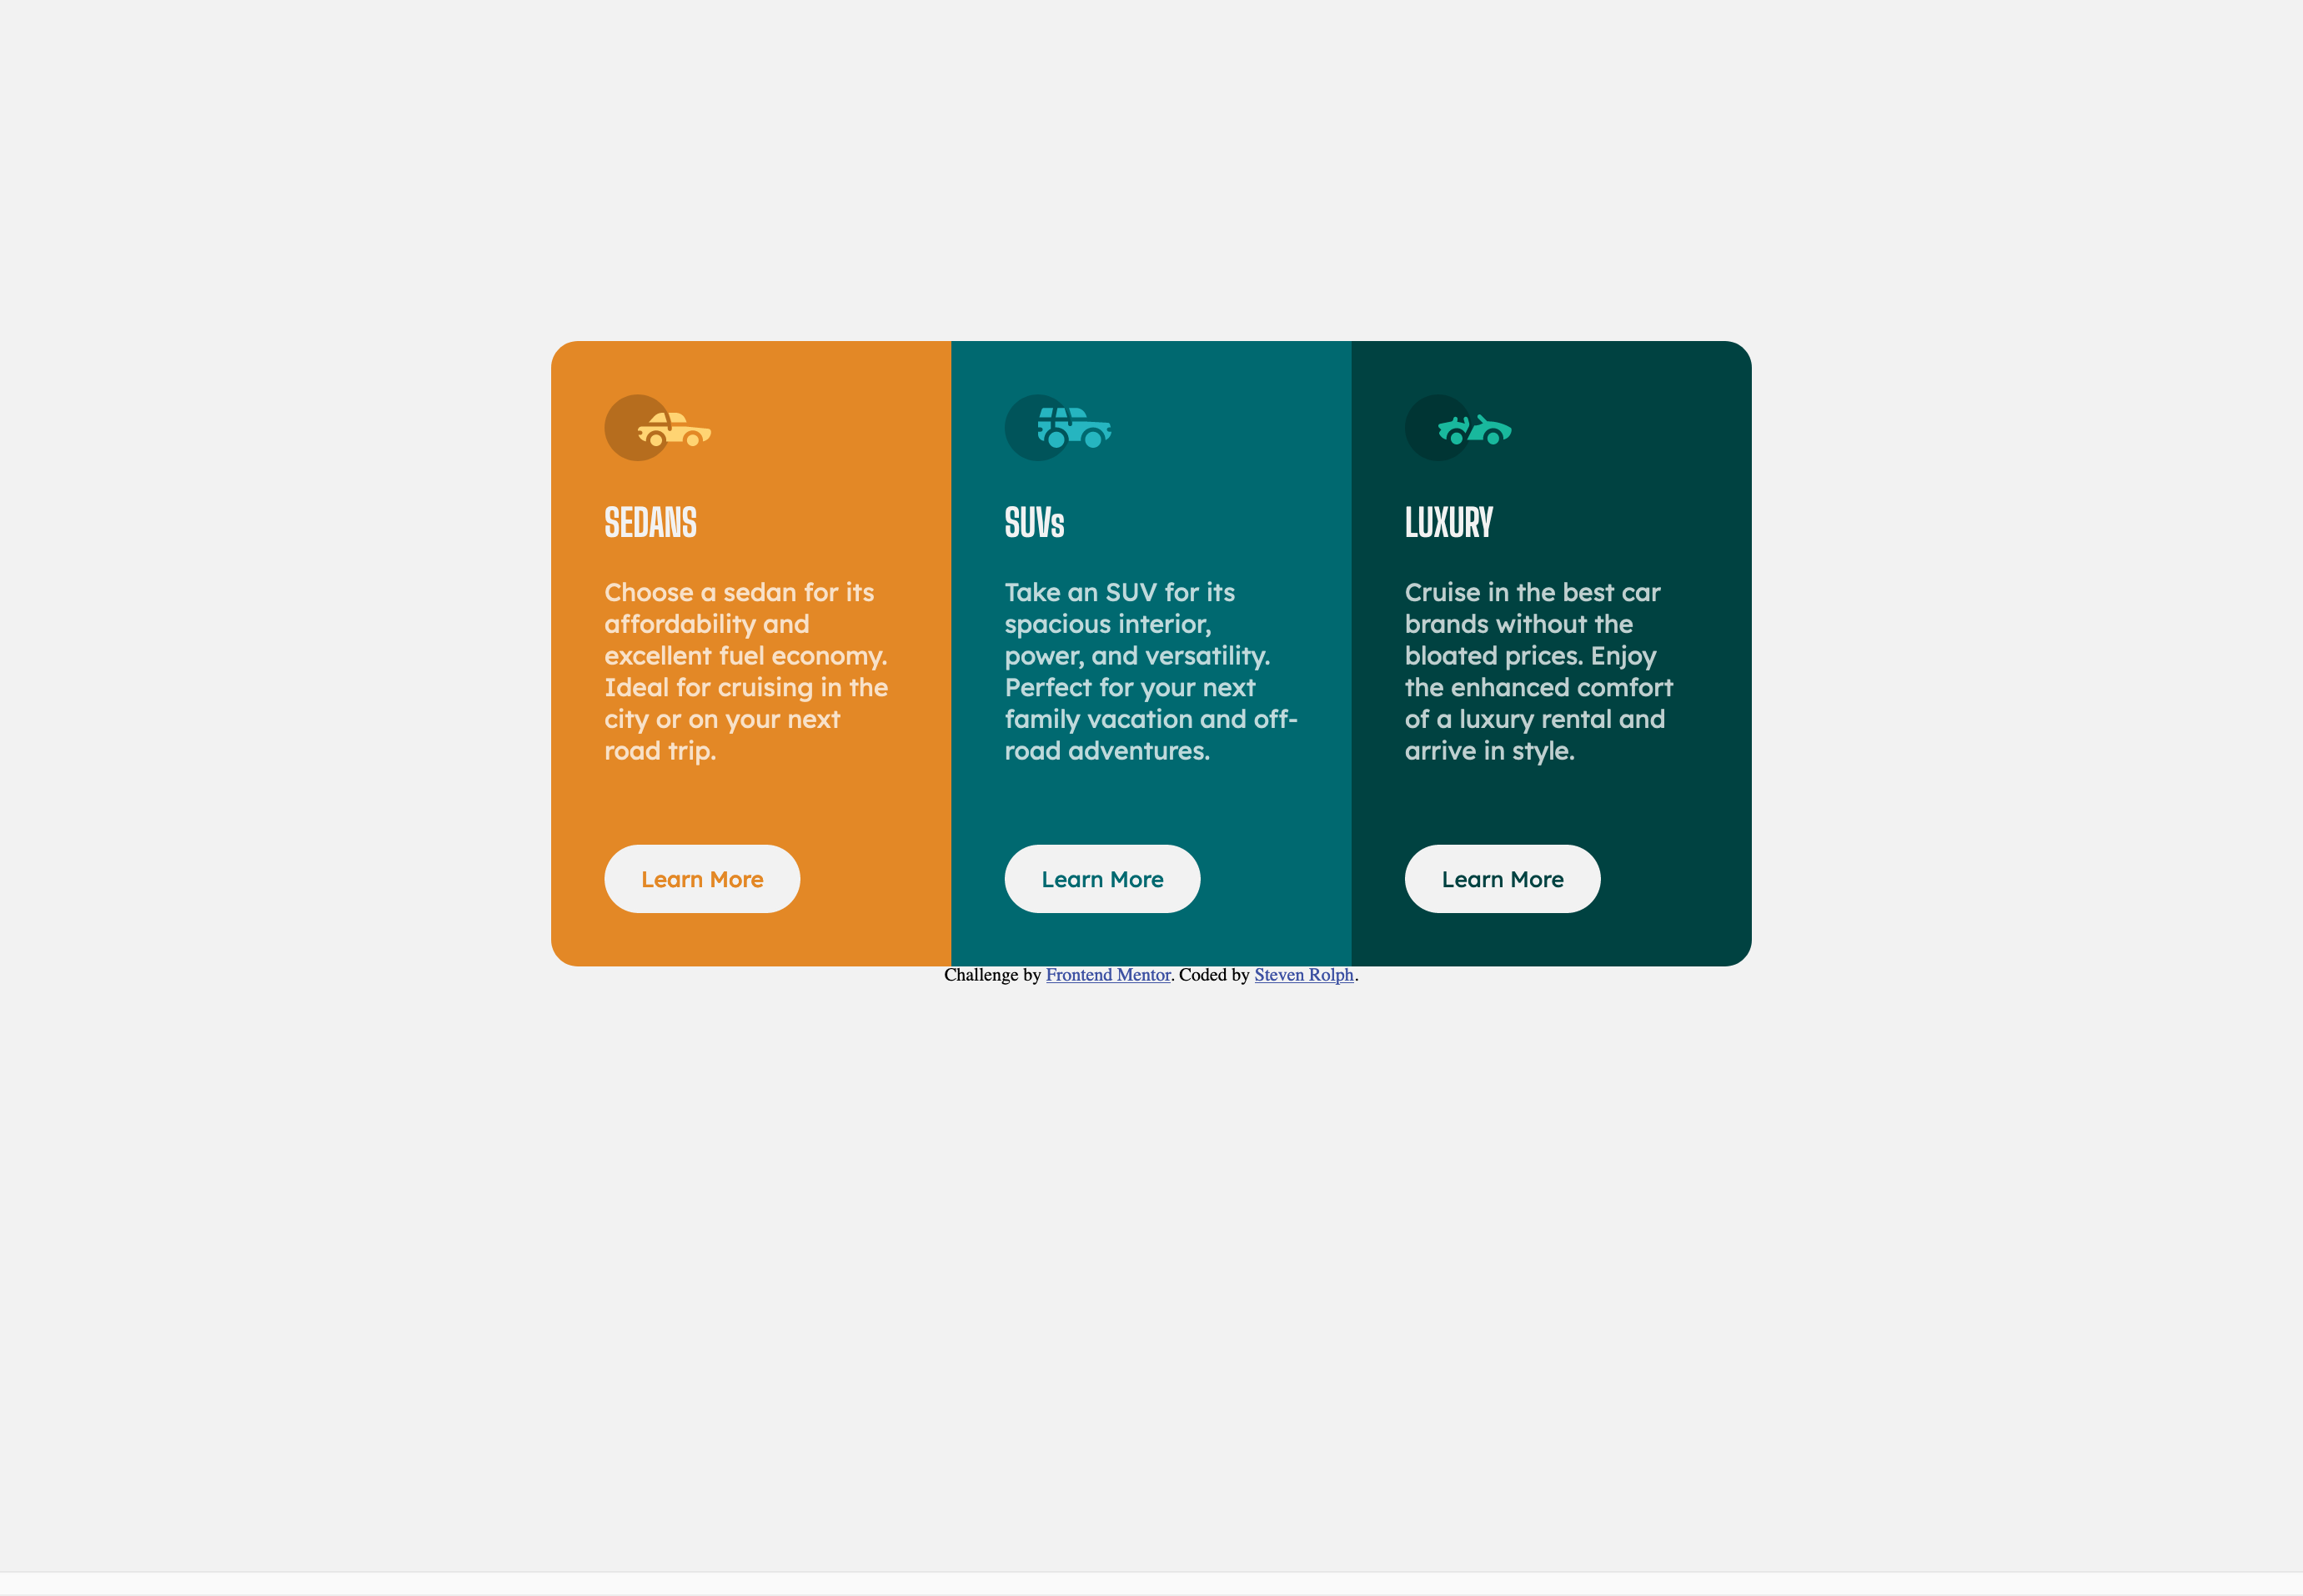 SEDANS
Choose a sedan for its
affordability and
excellent fuel economy.
Ideal for cruising in the
city or on your next
road trip.
Learn More
SUVs
Take an SUV for its
spacious interior,
power, and versatility.
Perfect for your next
family vacation and off-
road adventures.
Learn More
LUXURY
Cruise in the best car
brands without the
bloated prices. Enjoy
the enhanced comfort
of a luxury rental and
arrive in style.
Learn More
Challenge by Frontend Mentor. Coded by Steven Rolph.